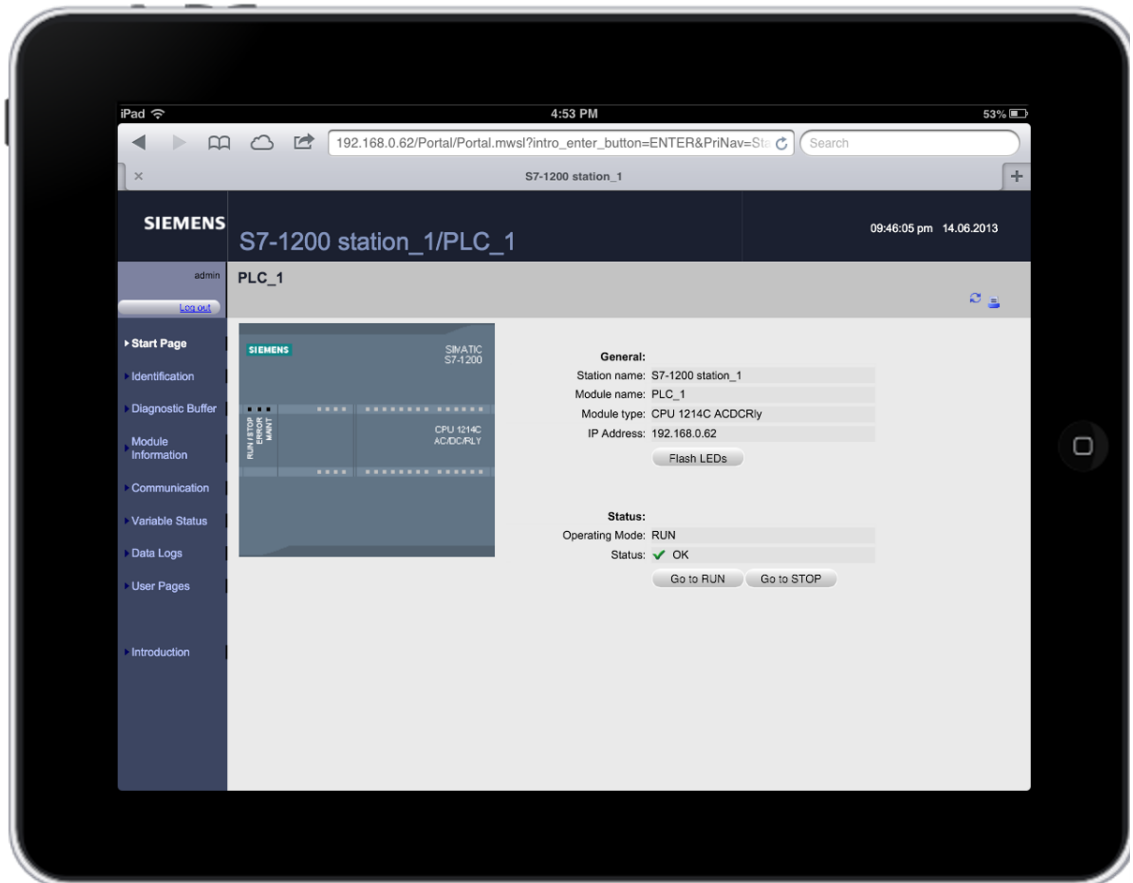 iPad 4:53 PM 53%
192.168.0.62/Portal/Portal.mwsl?intro_enter_button=ENTER&PriNav=Sta Search
S7-1200 station_1
SIEMENS
S7-1200 station_1/PLC_1
09:46:05 pm 14.06.2013
admin
Log out
PLC_1
Start Page
Identification
Diagnostic Buffer
Module
Information
Communication
Variable Status
Data Logs
User Pages
Introduction
SIEMENS
SIMATIC
S7-1200
RUN / STOP
ERROR
MAINT
CPU 1214C
AC/DC/RLY
General:
Station name: S7-1200 station_1
Module name: PLC_1
Module type: CPU 1214C ACDCRly
IP Address: 192.168.0.62
Flash LEDs
Status:
Operating Mode: RUN
Status: OK
Go to RUN Go to STOP